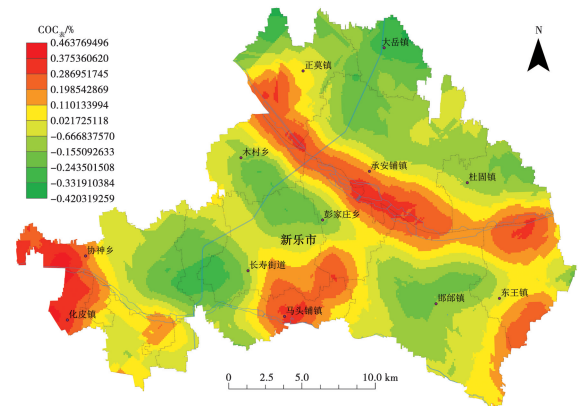 COC表/%
0.463769496
0.375360620
0.286951745
0.198542869
0.110133994
0.021725118
-0.666837570
-0.155092633
-0.243501508
-0.331910384
-0.420319259
N
大岳镇
正莫镇
木村乡
承安铺镇
杜固镇
彭家庄乡
新乐市
协神乡
长寿街道
化皮镇
马头铺镇
邯邰镇
东王镇
0 2.5 5.0 10.0 km